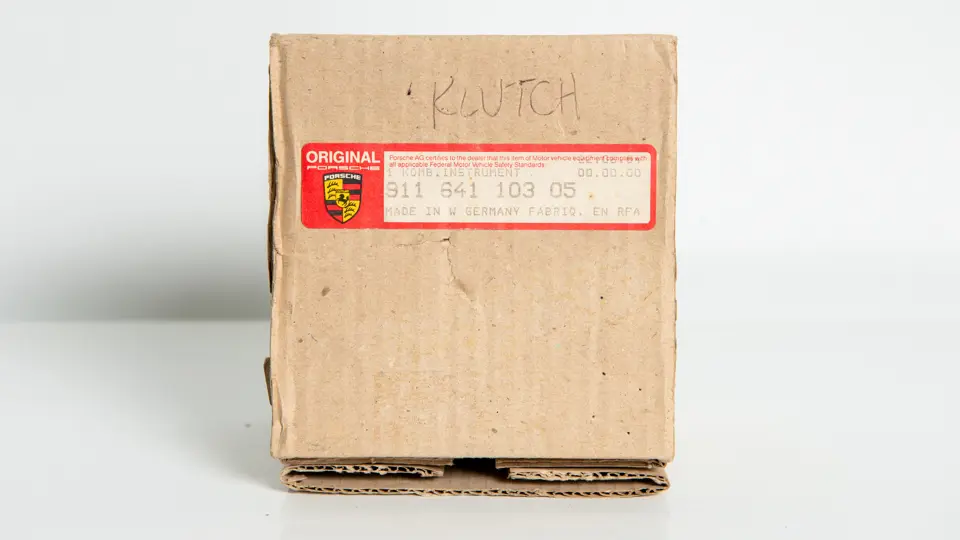 KLUTCH
ORIGINAL
PORSCHE
PORSCHE
Porsche AG certifies to the dealer that this item of Motor vehicle equipment complies with
all applicable Federal Motor Vehicle Safety Standards
1 KOMB.INSTRUMENT 00.00.00
911 641 103 05
MADE IN W GERMANY FABRIQ. EN RFA